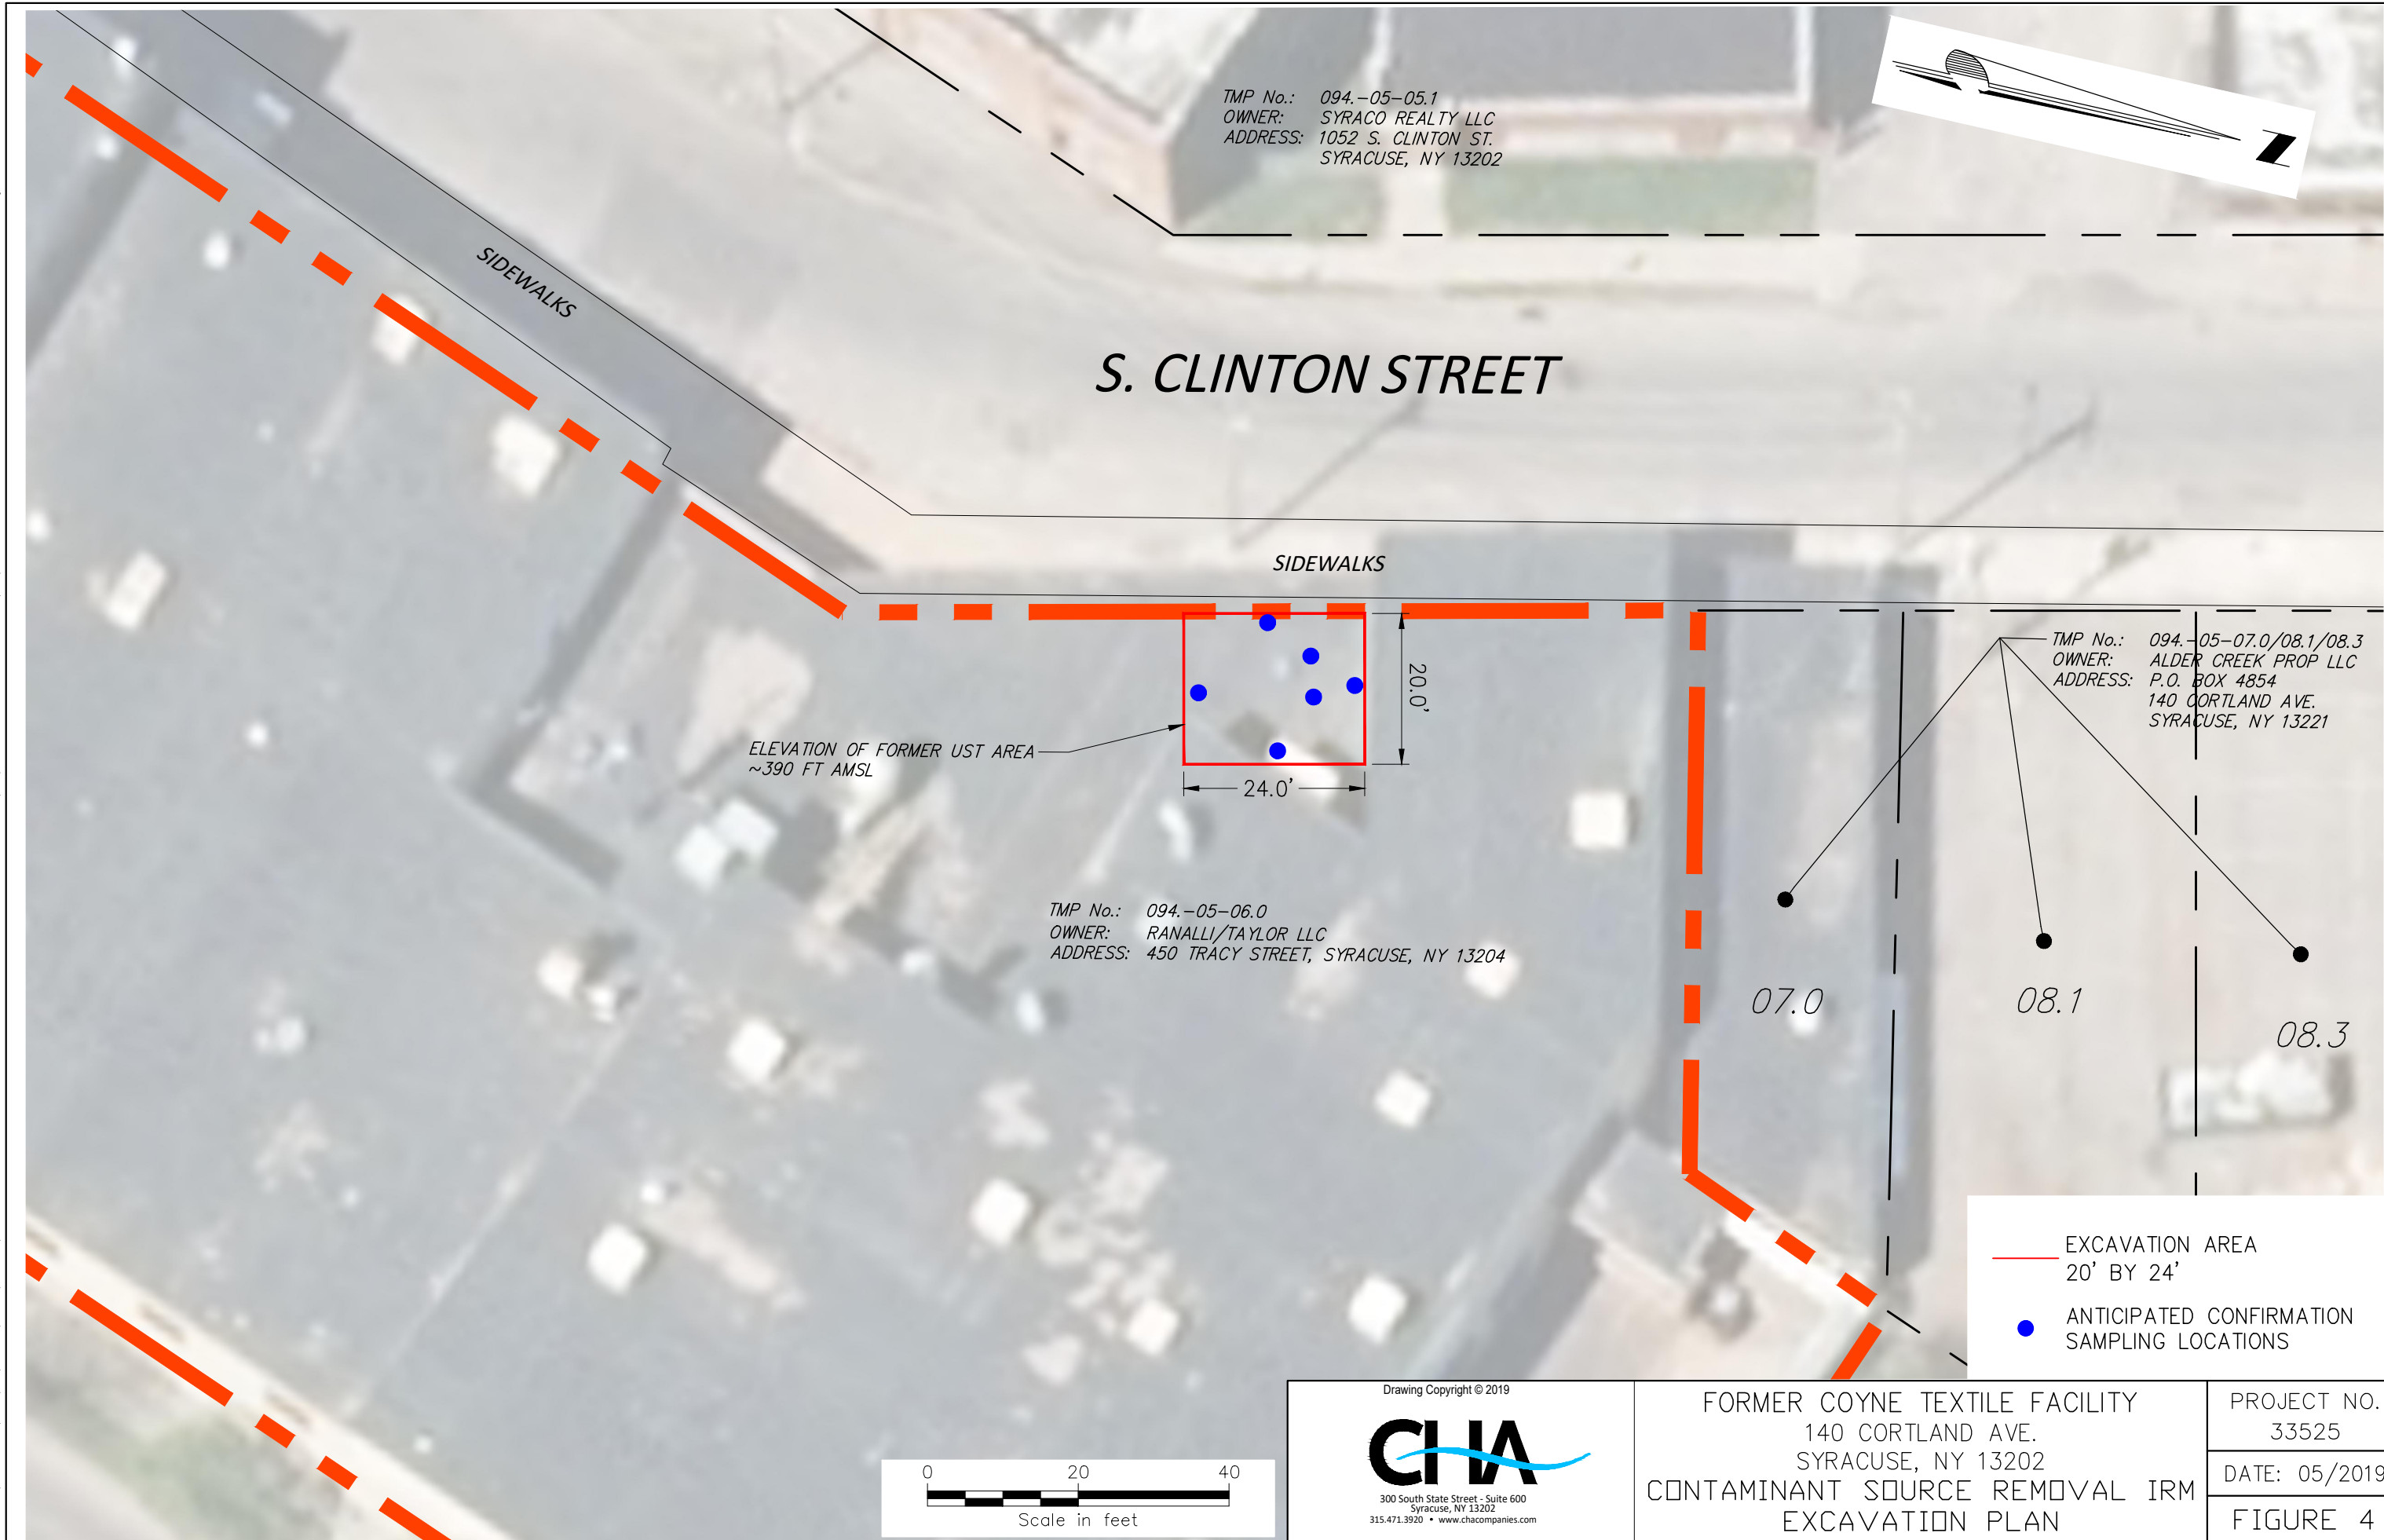 TMP No.: 094.-05-05.1
OWNER: SYRACO REALTY LLC
ADDRESS: 1052 S. CLINTON ST.
SYRACUSE, NY 13202
SIDEWALKS
S. CLINTON STREET
SIDEWALKS
TMP No.: 094.-05-07.0/08.1/08.3
OWNER: ALDER CREEK PROP LLC
ADDRESS: P.O. BOX 4854
140 CORTLAND AVE.
SYRACUSE, NY 13221
20.0'
24.0'
ELEVATION OF FORMER UST AREA
~390 FT AMSL
TMP No.: 094.-05-06.0
OWNER: RANALLI/TAYLOR LLC
ADDRESS: 450 TRACY STREET, SYRACUSE, NY 13204
07.0
08.1
08.3
EXCAVATION AREA
20' BY 24'
ANTICIPATED CONFIRMATION
SAMPLING LOCATIONS
0 20 40
Scale in feet
Drawing Copyright © 2019
CHA
300 South State Street - Suite 600
Syracuse, NY 13202
315.471.3920 • www.chacompanies.com
FORMER COYNE TEXTILE FACILITY
140 CORTLAND AVE.
SYRACUSE, NY 13202
CONTAMINANT SOURCE REMOVAL IRM
EXCAVATION PLAN
PROJECT NO.
33525
DATE: 05/2019
FIGURE 4